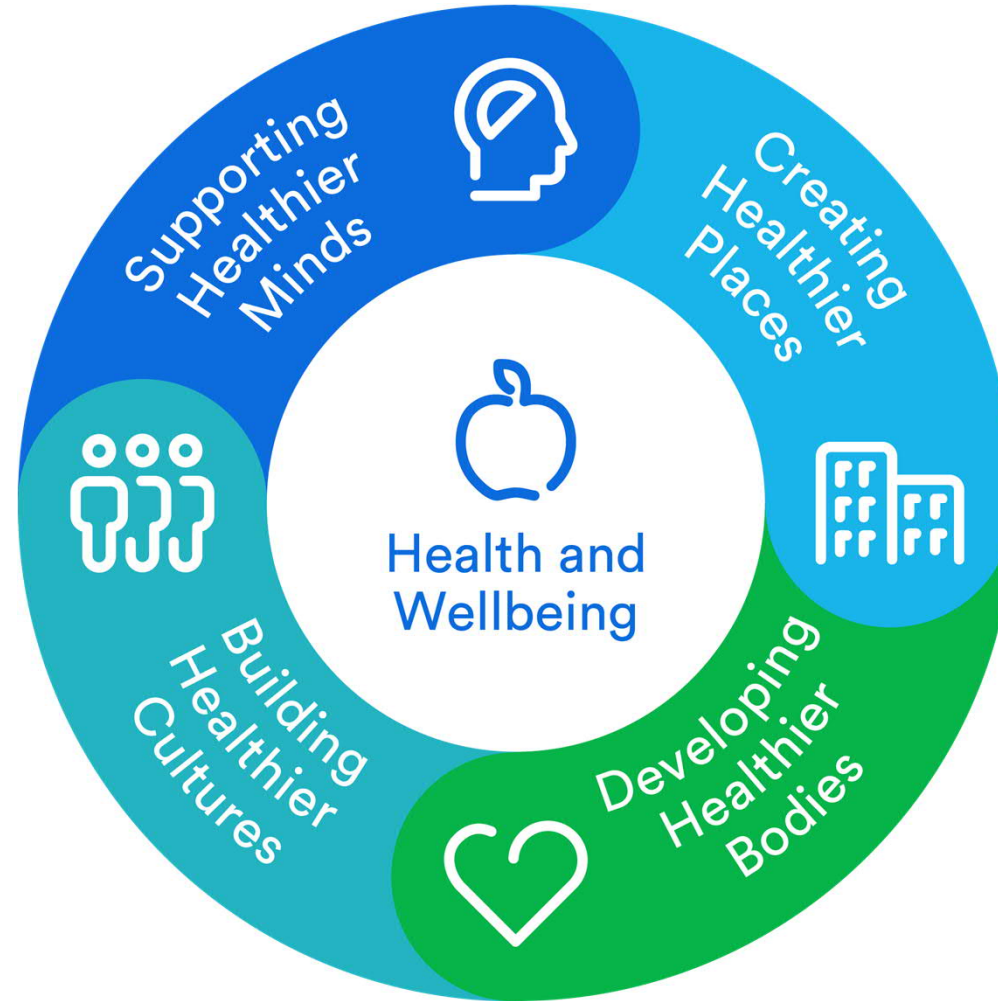 Supporting
Healthier
Minds
Creating
Healthier
Places
Health and
Wellbeing
Building
Healthier
Cultures
Developing
Healthier
Bodies